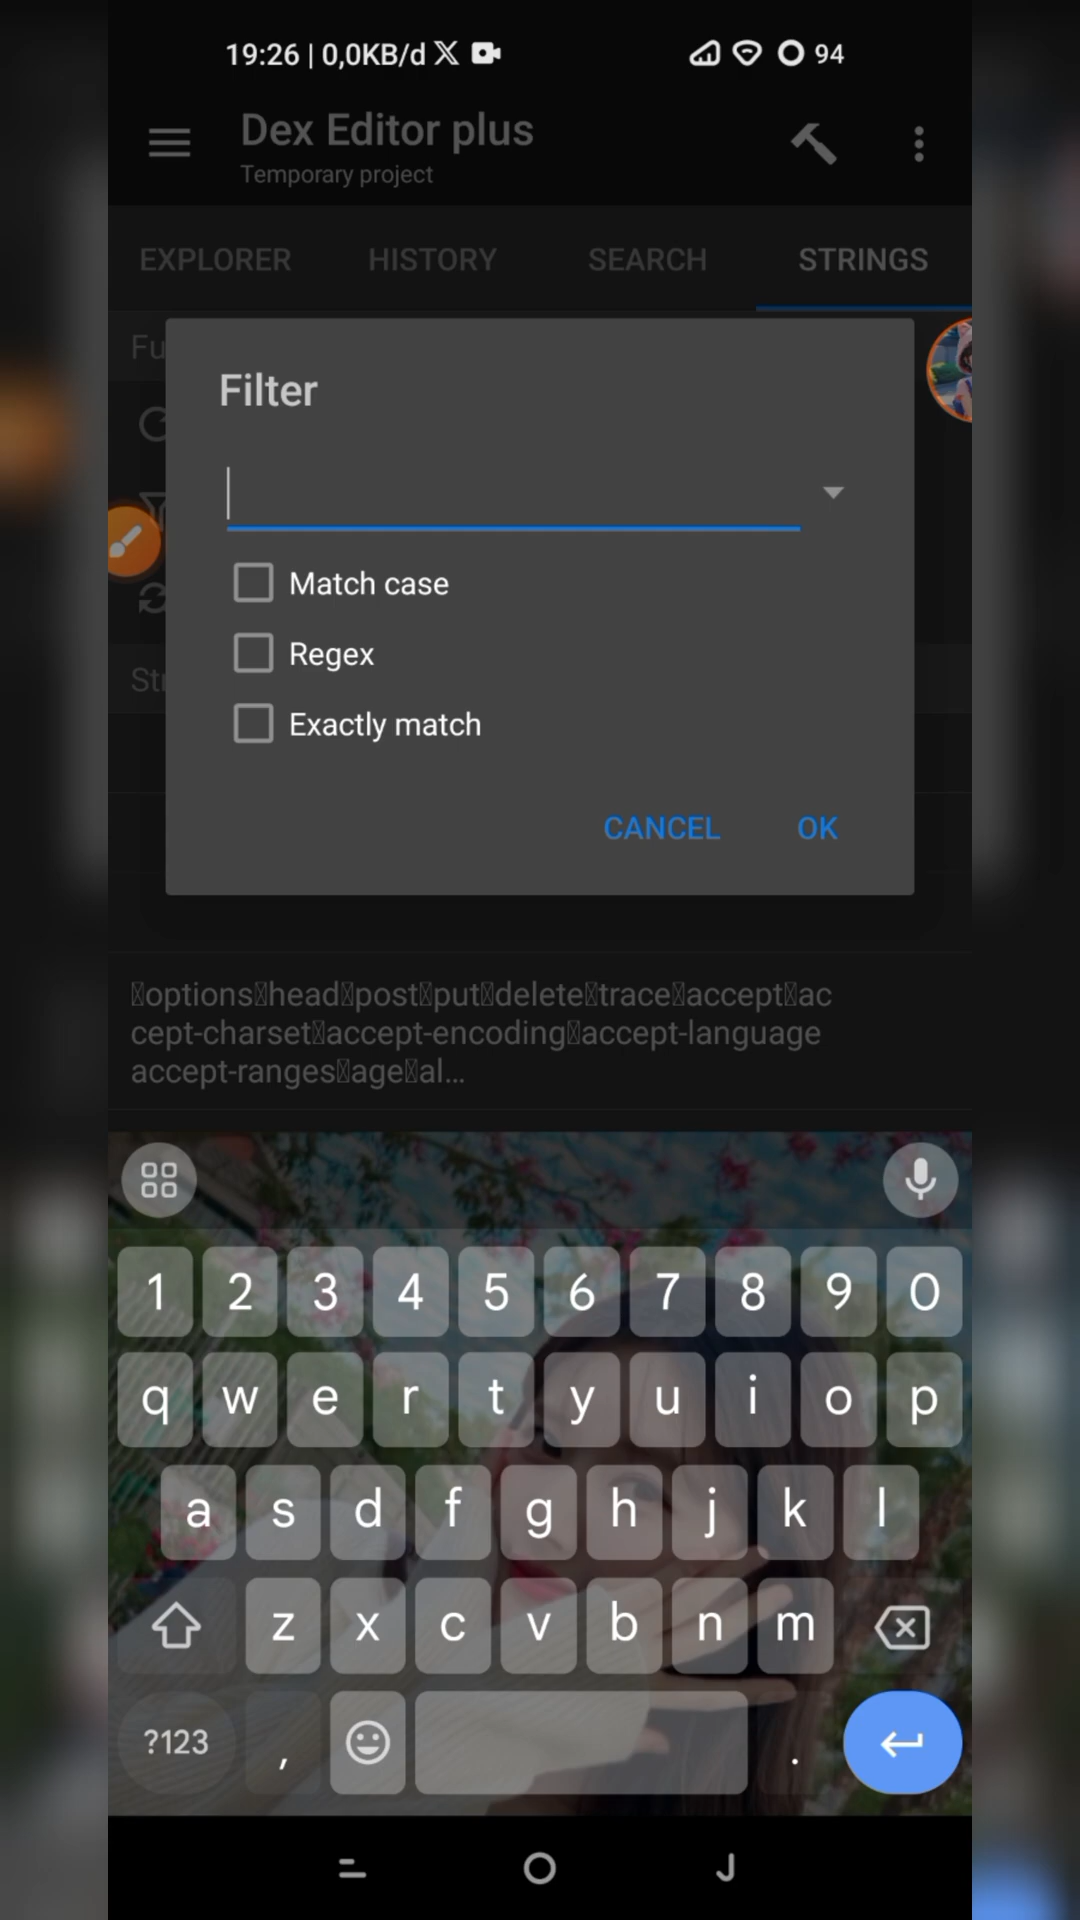 19:26 | 0,0KB/d X 94
Dex Editor plus
Temporary project
EXPLORER HISTORY SEARCH STRINGS
Fu
Filter
Match case
Regex
Str
Exactly match
CANCEL OK
options head post put delete trace accept ac
cept-charset accept-encoding accept-language
accept-ranges age al...
1 2 3 4 5 6 7 8 9 0
q w e r t y u i o p
a s d f g h j k l
z x c v b n m
?123 , .